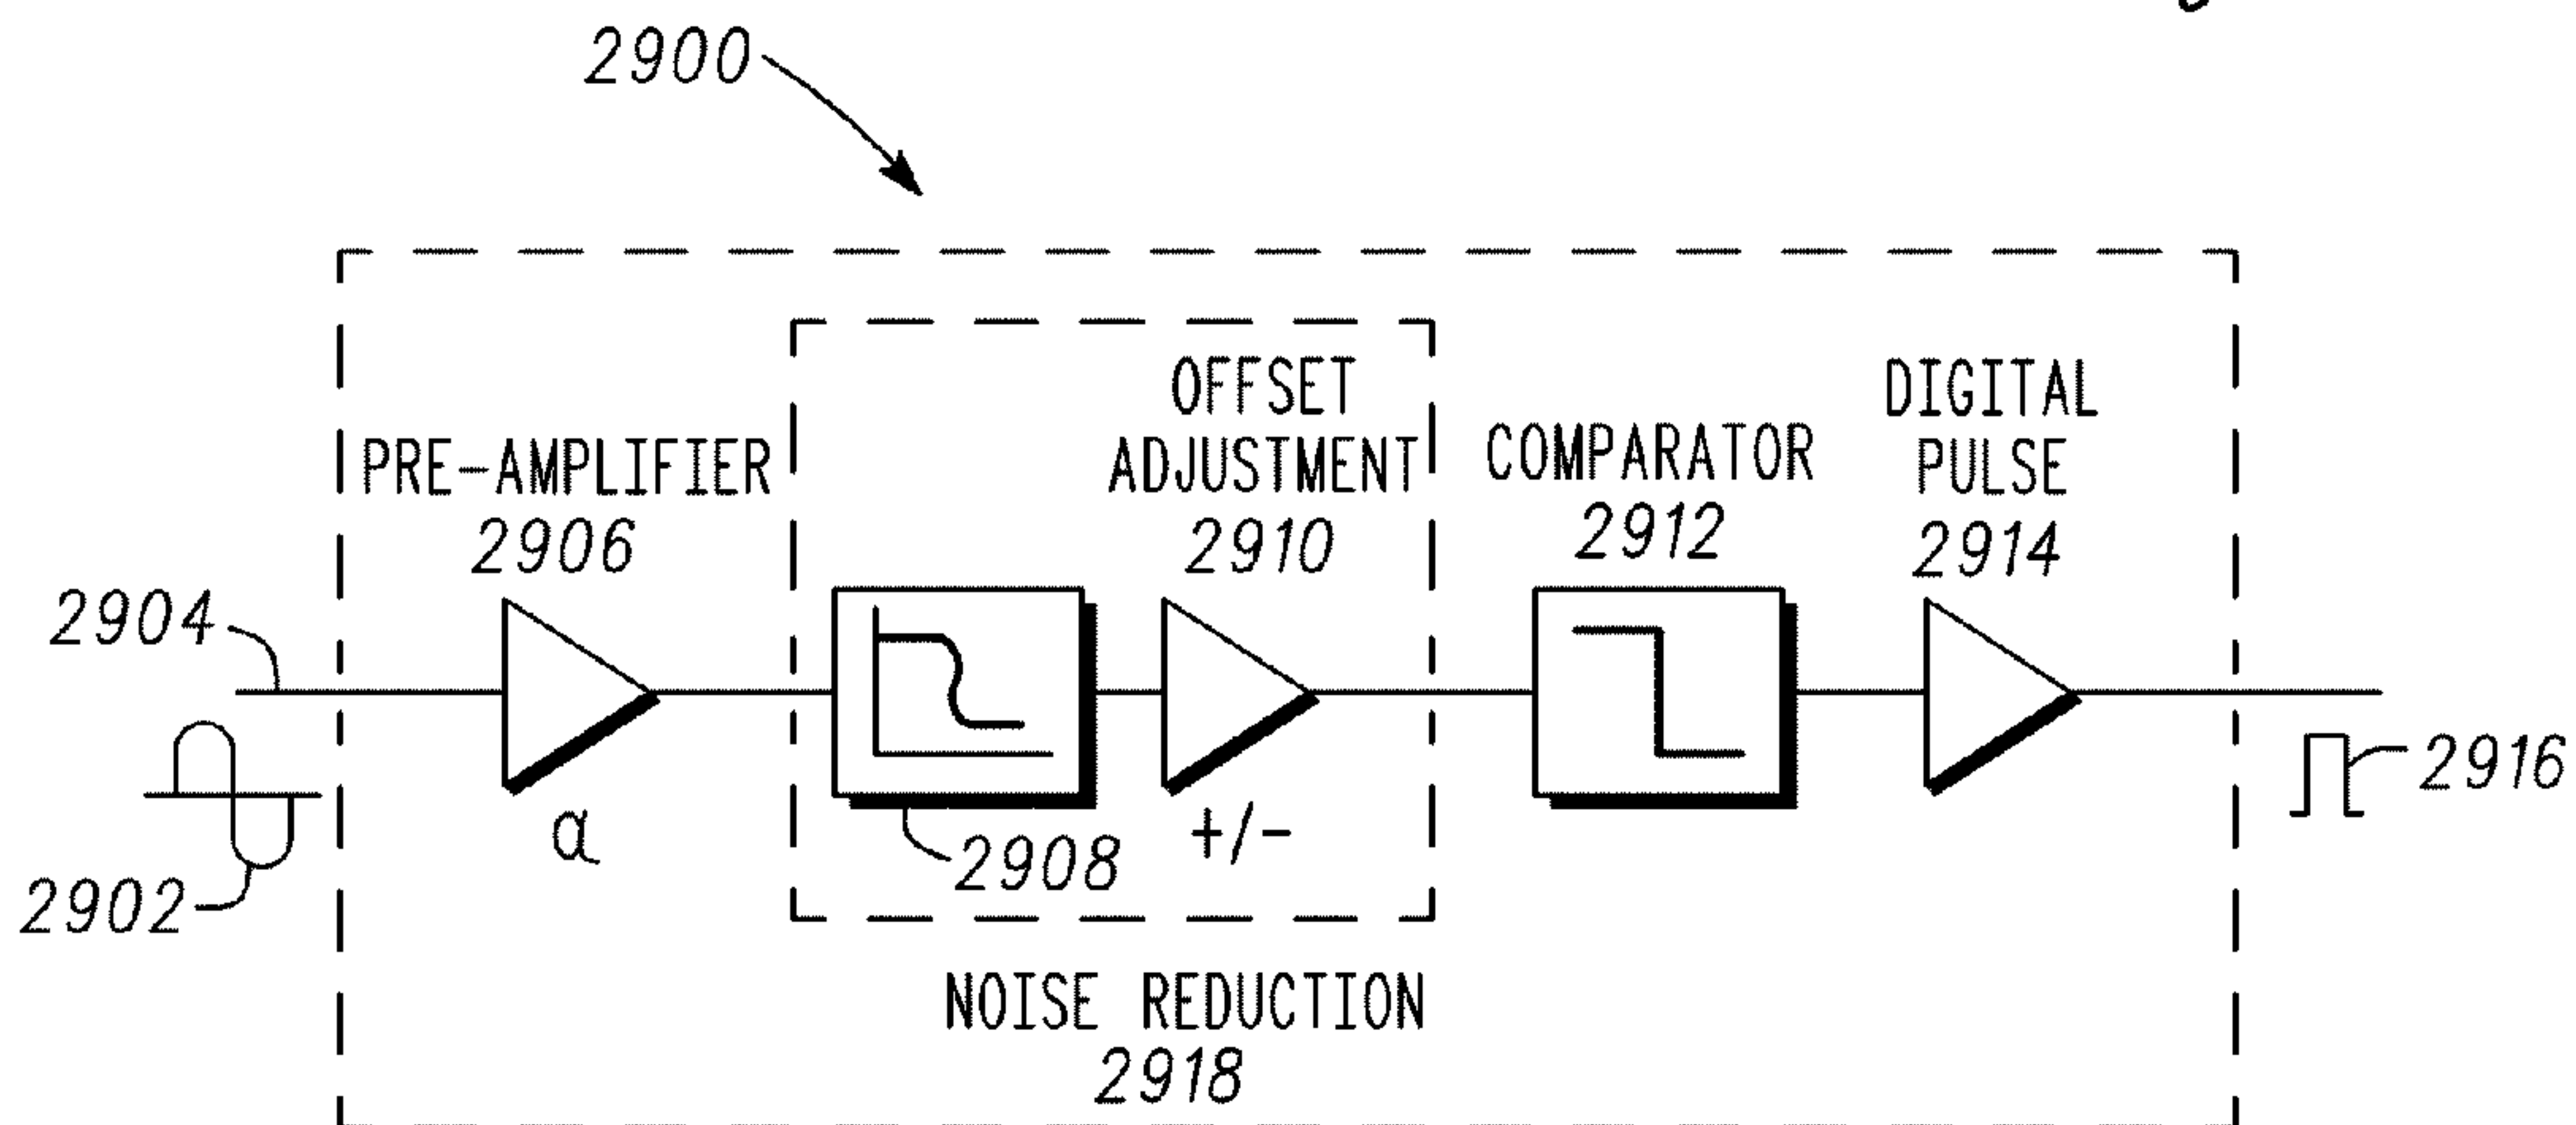 2900
OFFSET
ADJUSTMENT
2910
DIGITAL
PULSE
2914
PRE-AMPLIFIER
2906
COMPARATOR
2912
2904
2902
α
2908
+/-
2916
NOISE REDUCTION
2918